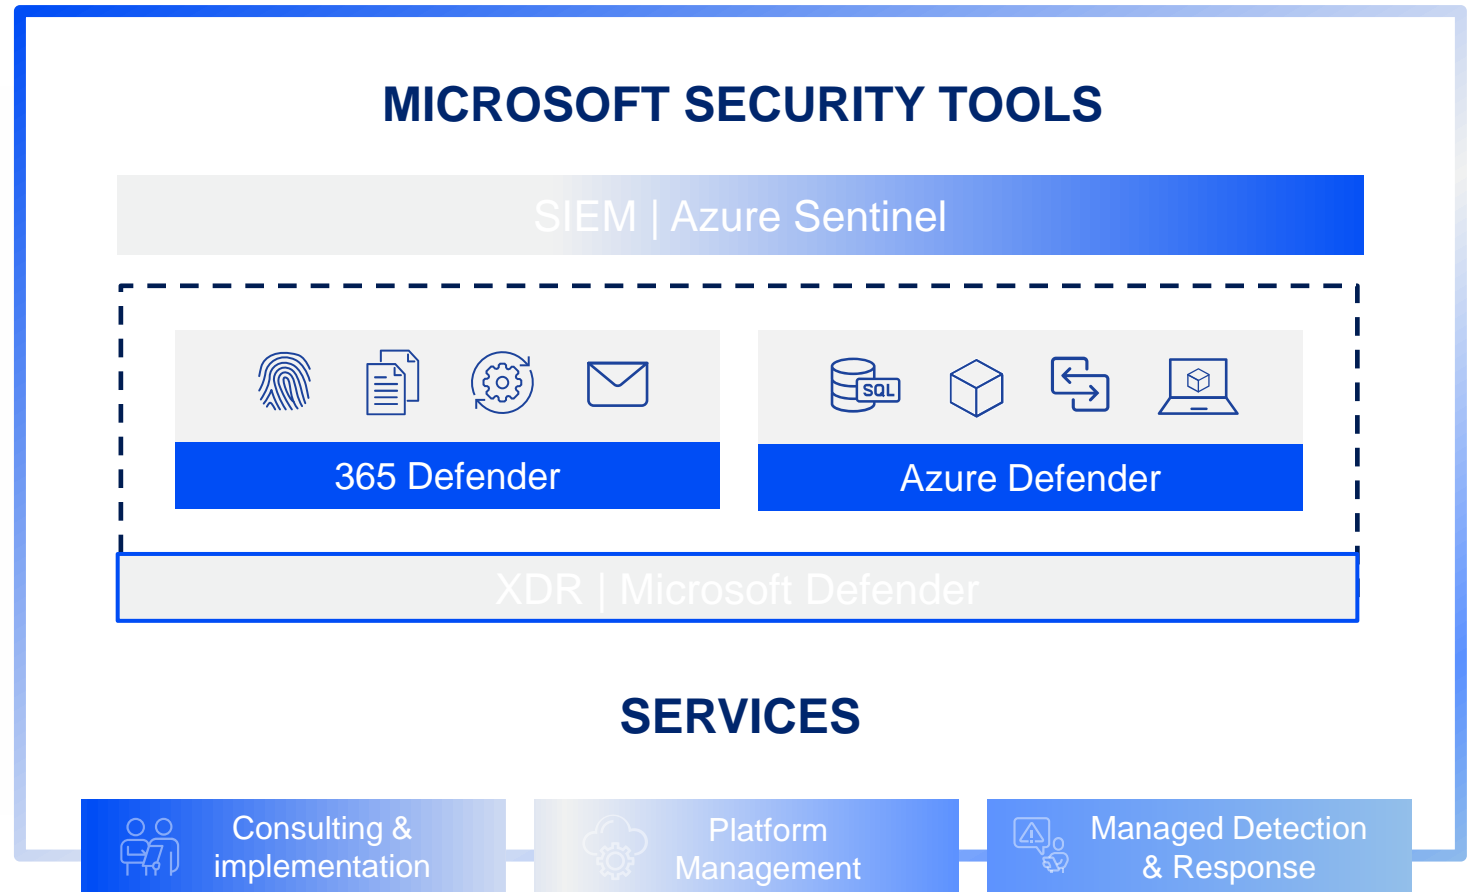 MICROSOFT SECURITY TOOLS
SIEM | Azure Sentinel
SQL
365 Defender
Azure Defender
XDR | Microsoft Defender
SERVICES
Consulting &
implementation
Platform
Management
Managed Detection
& Response